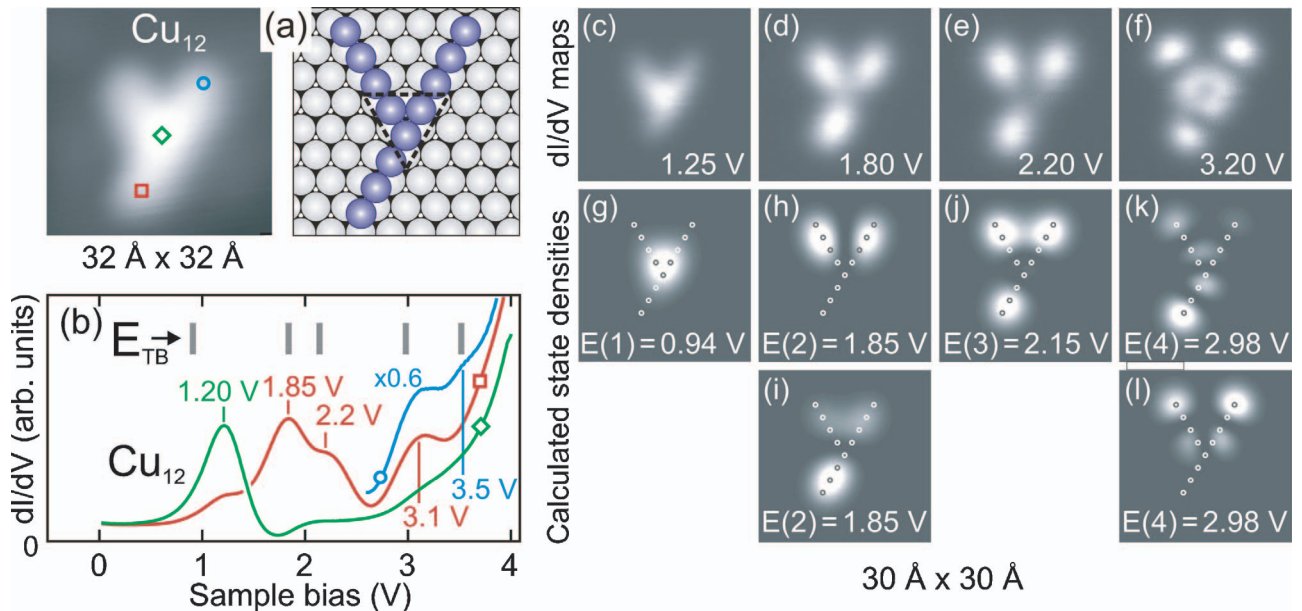 Cu12
(a)
32 Å x 32 Å
(b)
ETB
1.20 V
1.85 V
2.2 V
x0.6
Cu12
3.1 V
3.5 V
dI/dV (arb. units)
0
0 1 2 3 4
Sample bias (V)
dI/dV maps
(c)
1.25 V
(d)
1.80 V
(e)
2.20 V
(f)
3.20 V
Calculated state densities
(g)
E(1)=0.94 V
(h)
E(2)=1.85 V
(j)
E(3)=2.15 V
(k)
E(4)=2.98 V
(i)
E(2)=1.85 V
(l)
E(4)=2.98 V
30 Å x 30 Å